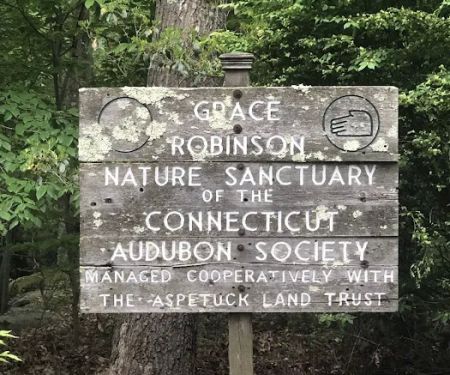 GRACE
ROBINSON
NATURE SANCTUARY
OF THE
CONNECTICUT
AUDUBON SOCIETY
MANAGED COOPERATIVELY WITH
THE ASPETUCK LAND TRUST